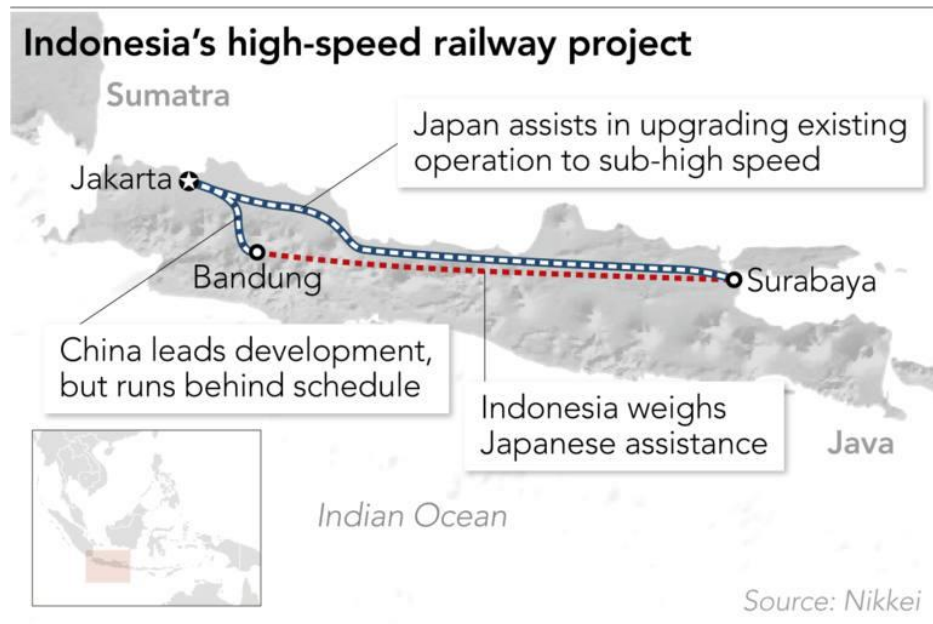 Indonesia's high-speed railway project
Sumatra
Japan assists in upgrading existing
operation to sub-high speed
Jakarta
Bandung
Surabaya
China leads development,
but runs behind schedule
Indonesia weighs
Japanese assistance
Java
Indian Ocean
Source: Nikkei